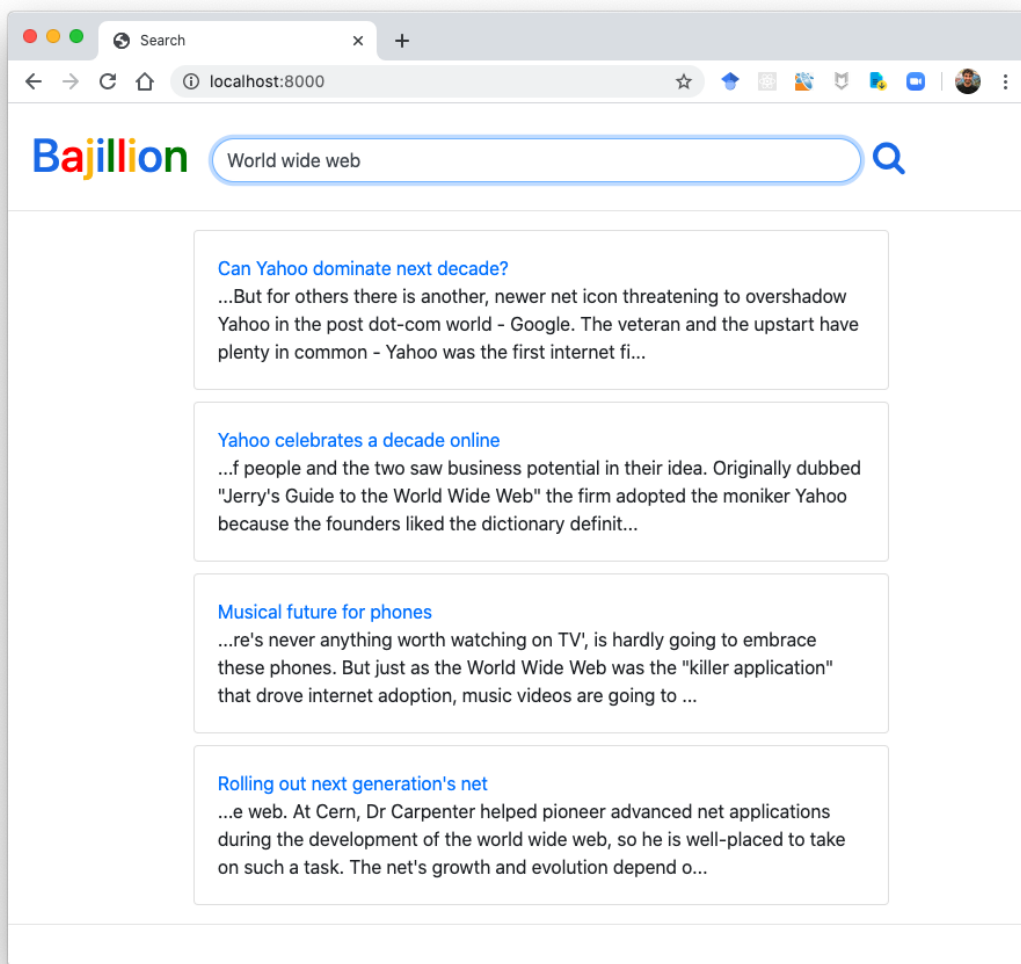 Search
localhost:8000
Bajillion
World wide web
Can Yahoo dominate next decade?
...But for others there is another, newer net icon threatening to overshadow
Yahoo in the post dot-com world - Google. The veteran and the upstart have
plenty in common - Yahoo was the first internet fi...
Yahoo celebrates a decade online
...f people and the two saw business potential in their idea. Originally dubbed
"Jerry's Guide to the World Wide Web" the firm adopted the moniker Yahoo
because the founders liked the dictionary definit...
Musical future for phones
...re's never anything worth watching on TV', is hardly going to embrace
these phones. But just as the World Wide Web was the "killer application"
that drove internet adoption, music videos are going to ...
Rolling out next generation's net
...e web. At Cern, Dr Carpenter helped pioneer advanced net applications
during the development of the world wide web, so he is well-placed to take
on such a task. The net's growth and evolution depend o...